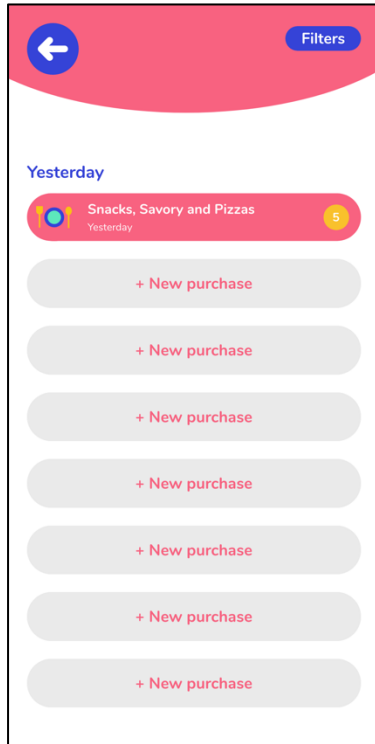 Filters
Yesterday
Snacks, Savory and Pizzas
Yesterday
5
+ New purchase
+ New purchase
+ New purchase
+ New purchase
+ New purchase
+ New purchase
+ New purchase